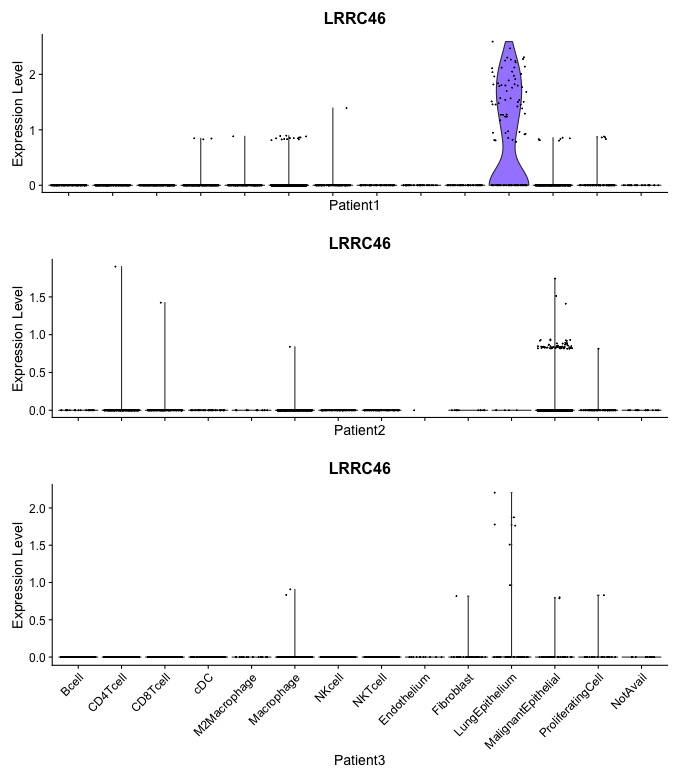 LRRC46
Expression Level
2
1
0
Patient1
LRRC46
Expression Level
1.5
1.0
0.5
0.0
Patient2
LRRC46
Expression Level
2.0
1.5
1.0
0.5
0.0
Bcell
CD4Tcell
CD8Tcell
cDC
M2Macrophage
Macrophage
NKcell
NKTcell
Endothelium
Fibroblast
LungEpithelium
MalignantEpithelial
ProliferatingCell
NotAvail
Patient3